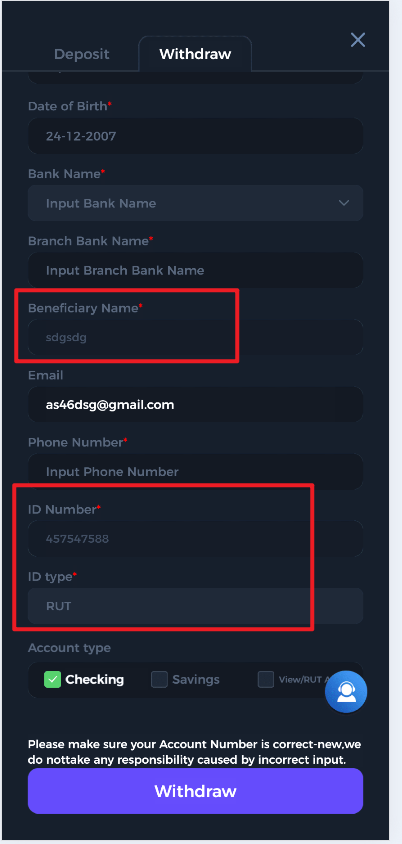 Deposit
Withdraw
Date of Birth*
24-12-2007
Bank Name*
Input Bank Name
Branch Bank Name*
Input Branch Bank Name
Beneficiary Name*
sdgsdg
Email
as46dsg@gmail.com
Phone Number*
Input Phone Number
ID Number*
457547588
ID type*
RUT
Account type
Checking
Savings
View/RUT
Please make sure your Account Number is correct-new,we
do nottake any responsibility caused by incorrect input.
Withdraw